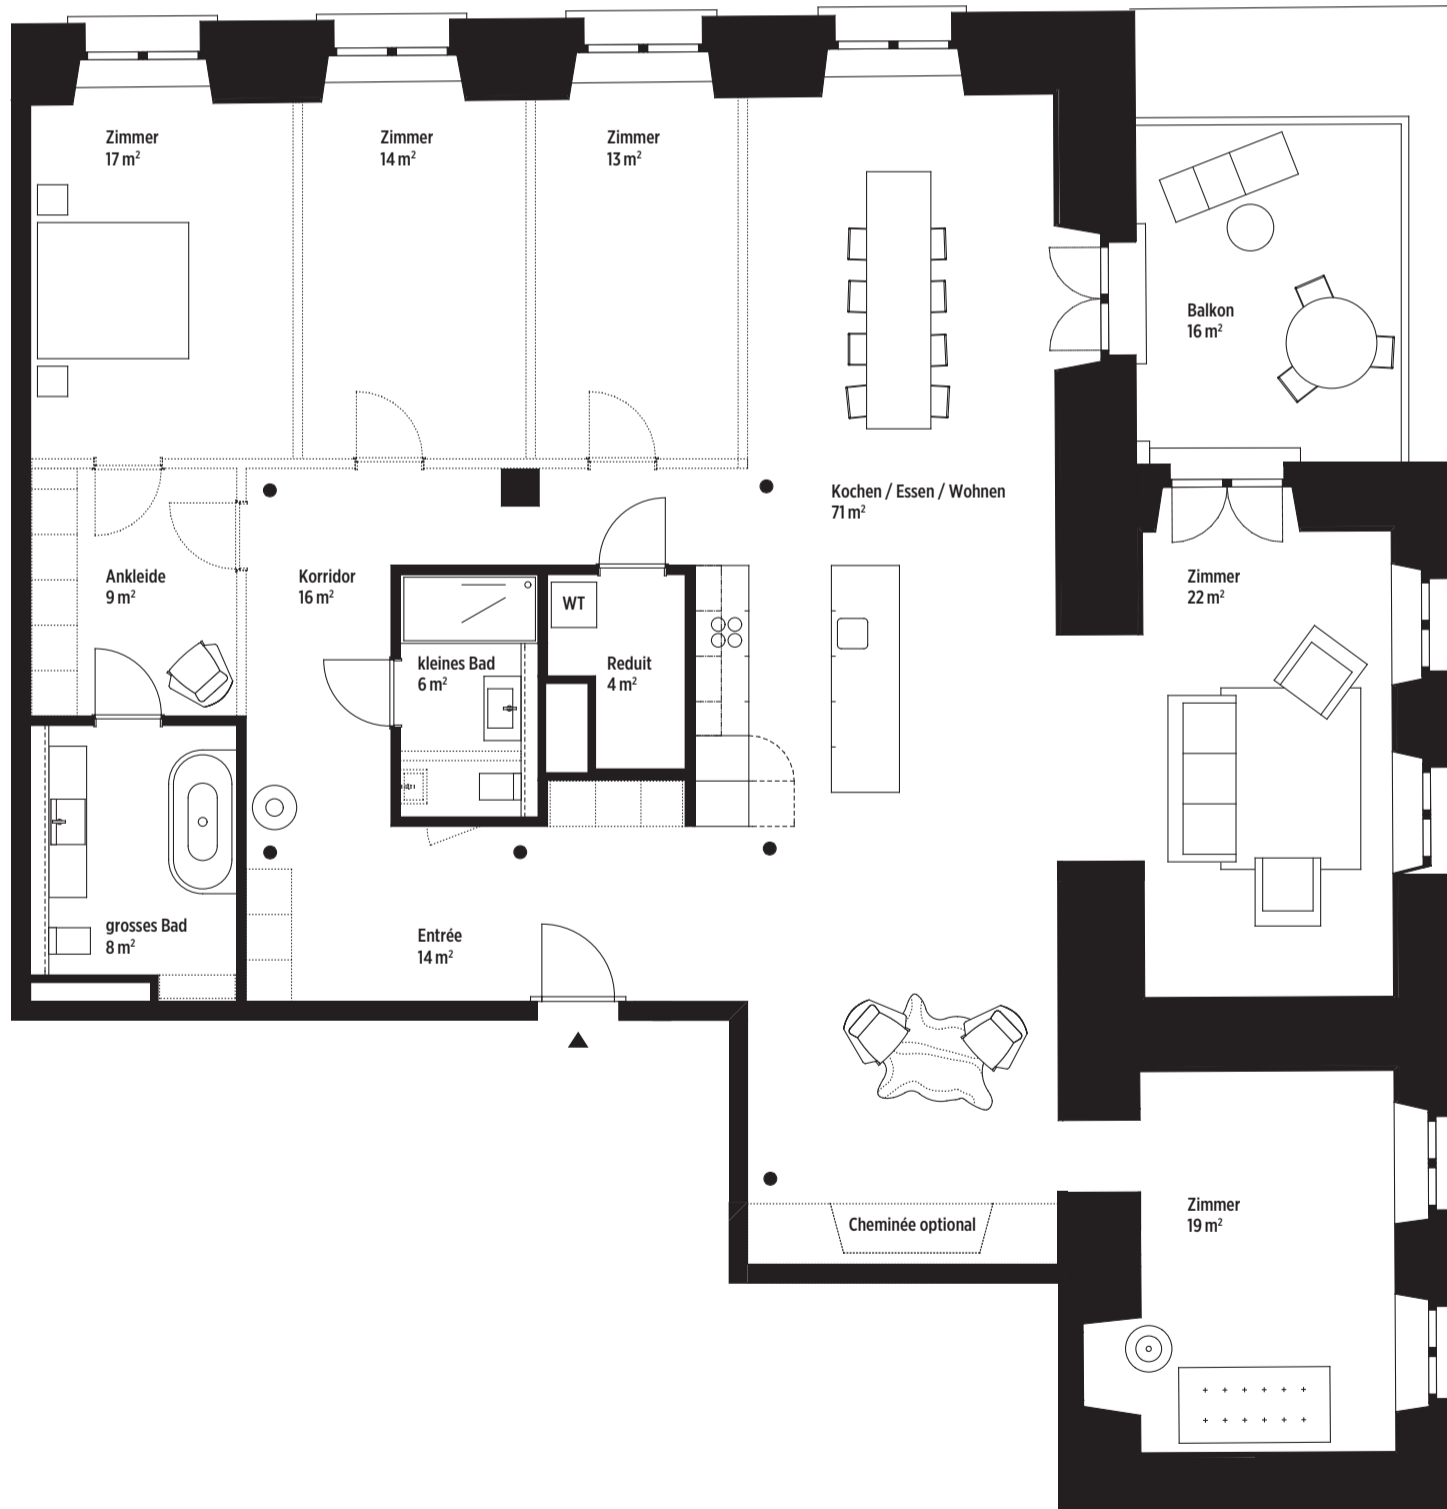 Zimmer
17 m²
Zimmer
14 m²
Zimmer
13 m²
Balkon
16 m²
Kochen / Essen / Wohnen
71 m²
Ankleide
9 m²
Korridor
16 m²
WT
kleines Bad
6 m²
Reduit
4 m²
Zimmer
22 m²
grosses Bad
8 m²
Entrée
14 m²
Zimmer
19 m²
Cheminée optional